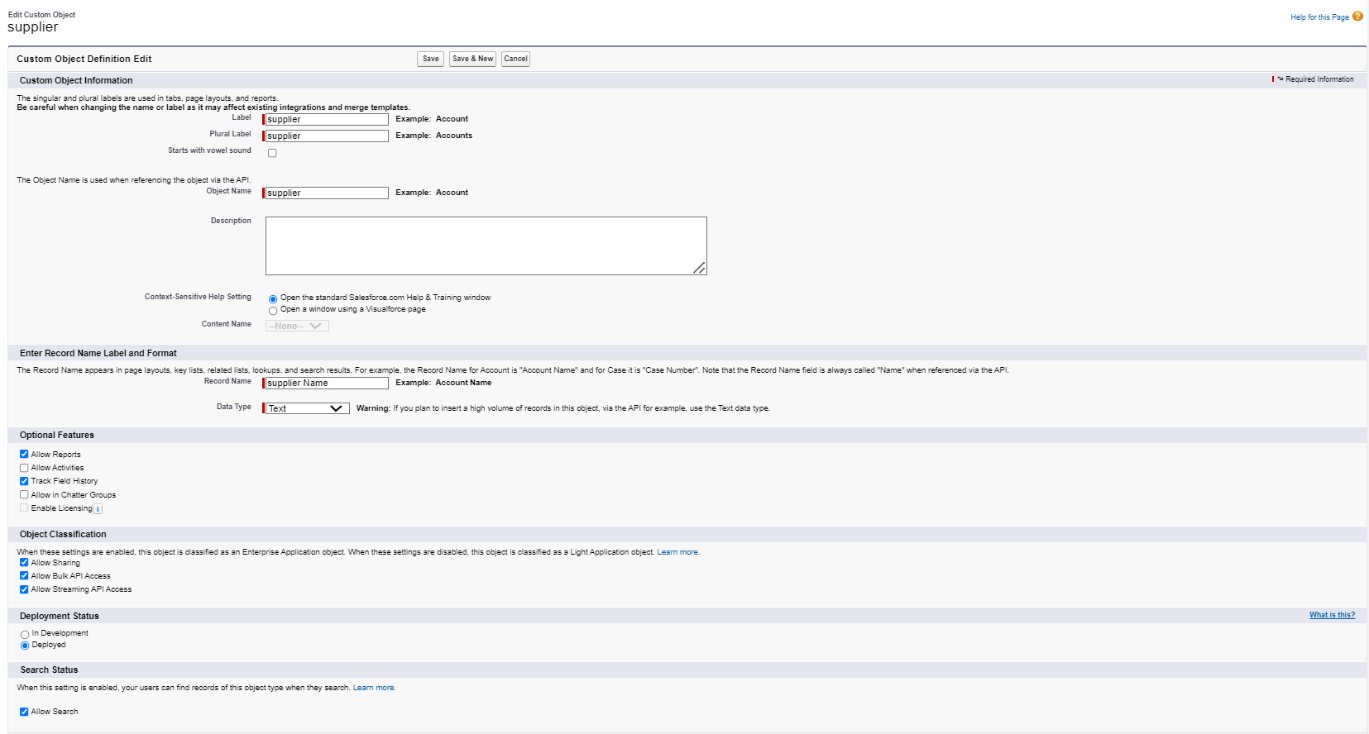 Edit Custom Object
supplier
Help for this Page ?
Custom Object Definition Edit Save Save & New Cancel
Custom Object Information
*= Required Information
The singular and plural labels are used in tabs, page layouts, and reports.
Be careful when changing the name or label as it may affect existing integrations and merge templates.
Label supplier Example: Account
Plural Label supplier Example: Accounts
Starts with vowel sound
The Object Name is used when referencing the object via the API.
Object Name supplier Example: Account
Description
Context-Sensitive Help Setting Open the standard Salesforce.com Help & Training window
Open a window using a Visualforce page
Content Name --None--
Enter Record Name Label and Format
The Record Name appears in page layouts, key lists, related lists, lookups, and search results. For example, the Record Name for Account is "Account Name" and for Case it is "Case Number". Note that the Record Name field is always called "Name" when referenced via the API.
Record Name supplier Name Example: Account Name
Data Type Text Warning: If you plan to insert a high volume of records in this object, via the API for example, use the Text data type.
Optional Features
Allow Reports
Allow Activities
Track Field History
Allow in Chatter Groups
Enable Licensing i
Object Classification
When these settings are enabled, this object is classified as an Enterprise Application object. When these settings are disabled, this object is classified as a Light Application object. Learn more.
Allow Sharing
Allow Bulk API Access
Allow Streaming API Access
Deployment Status What is this?
In Development
Deployed
Search Status
When this setting is enabled, your users can find records of this object type when they search. Learn more.
Allow Search